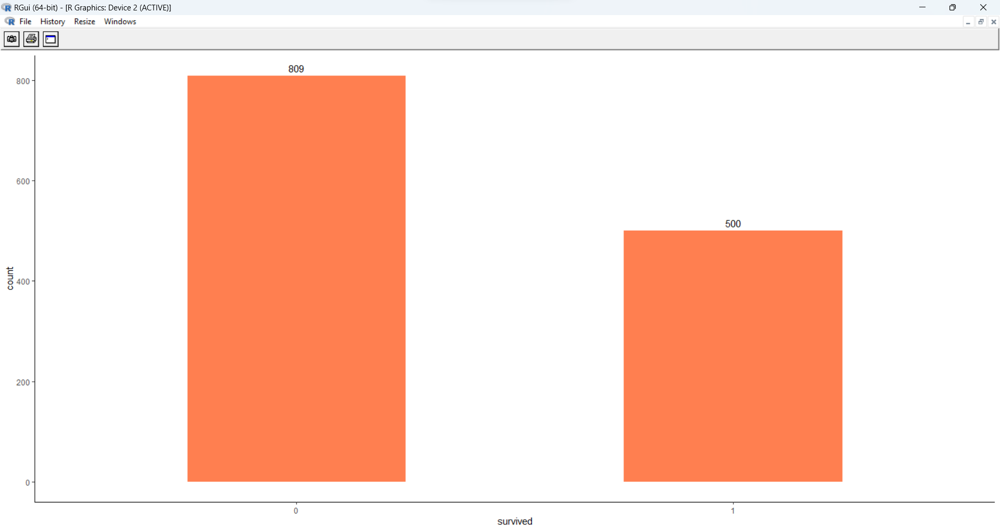 RGui (64-bit) - [R Graphics: Device 2 (ACTIVE)]
File History Resize Windows
809
800
600
500
count
400
200
0
0 1
survived